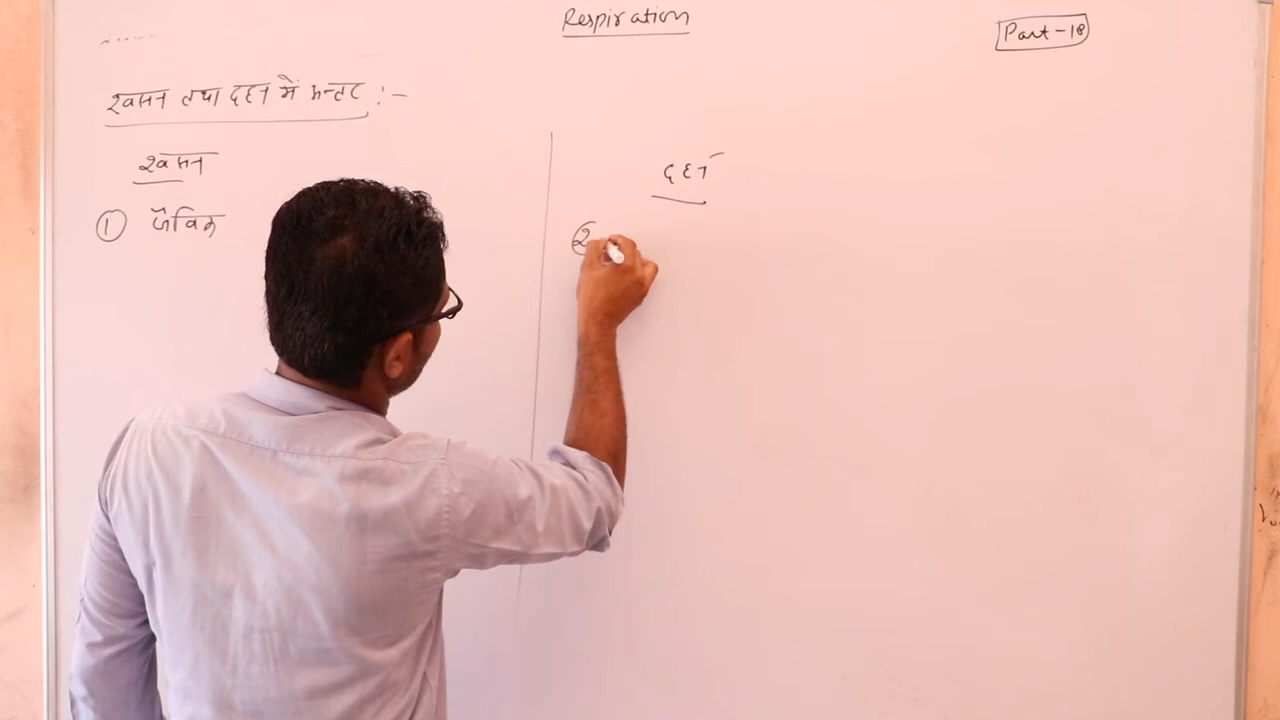 Respiration
Part-18
श्वसन तथा दहन में अन्तर :-
श्वसन
दहन
① जैविक